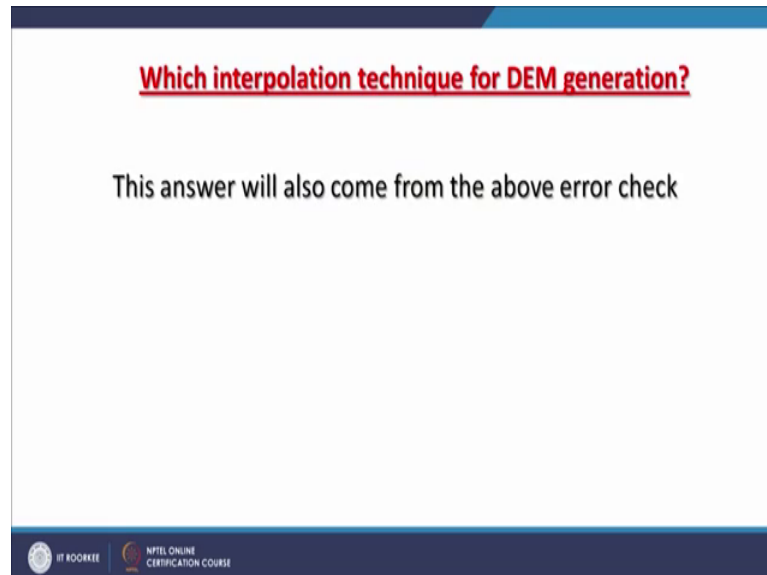 Which interpolation technique for DEM generation?
This answer will also come from the above error check
IIT ROORKEE
NPTEL ONLINE
CERTIFICATION COURSE